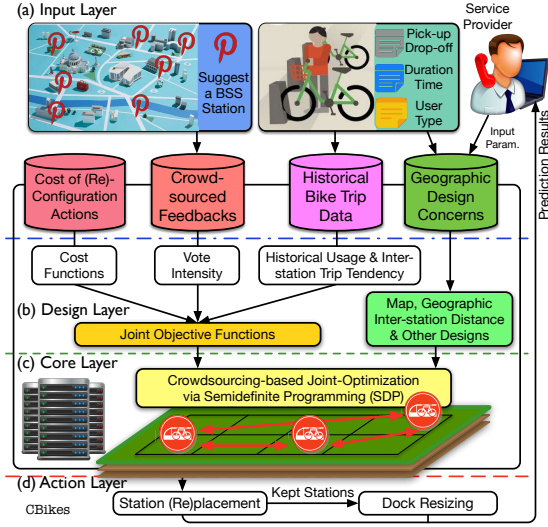 (a) Input Layer
Service
Provider
Suggest
a BSS
Station
Pick-up
Drop-off
Duration
Time
User
Type
Input
Param.
Prediction Results
Cost of (Re)-
Configuration
Actions
Crowd-
sourced
Feedbacks
Historical
Bike Trip
Data
Geographic
Design
Concerns
Cost
Functions
Vote
Intensity
Historical Usage & Inter-
station Trip Tendency
(b) Design Layer
Joint Objective Functions
Map, Geographic
Inter-station Distance
& Other Designs
(c) Core Layer
Crowdsourcing-based Joint-Optimization
via Semidefinite Programming (SDP)
(d) Action Layer
CBikes
Station (Re)placement
Kept Stations
Dock Resizing